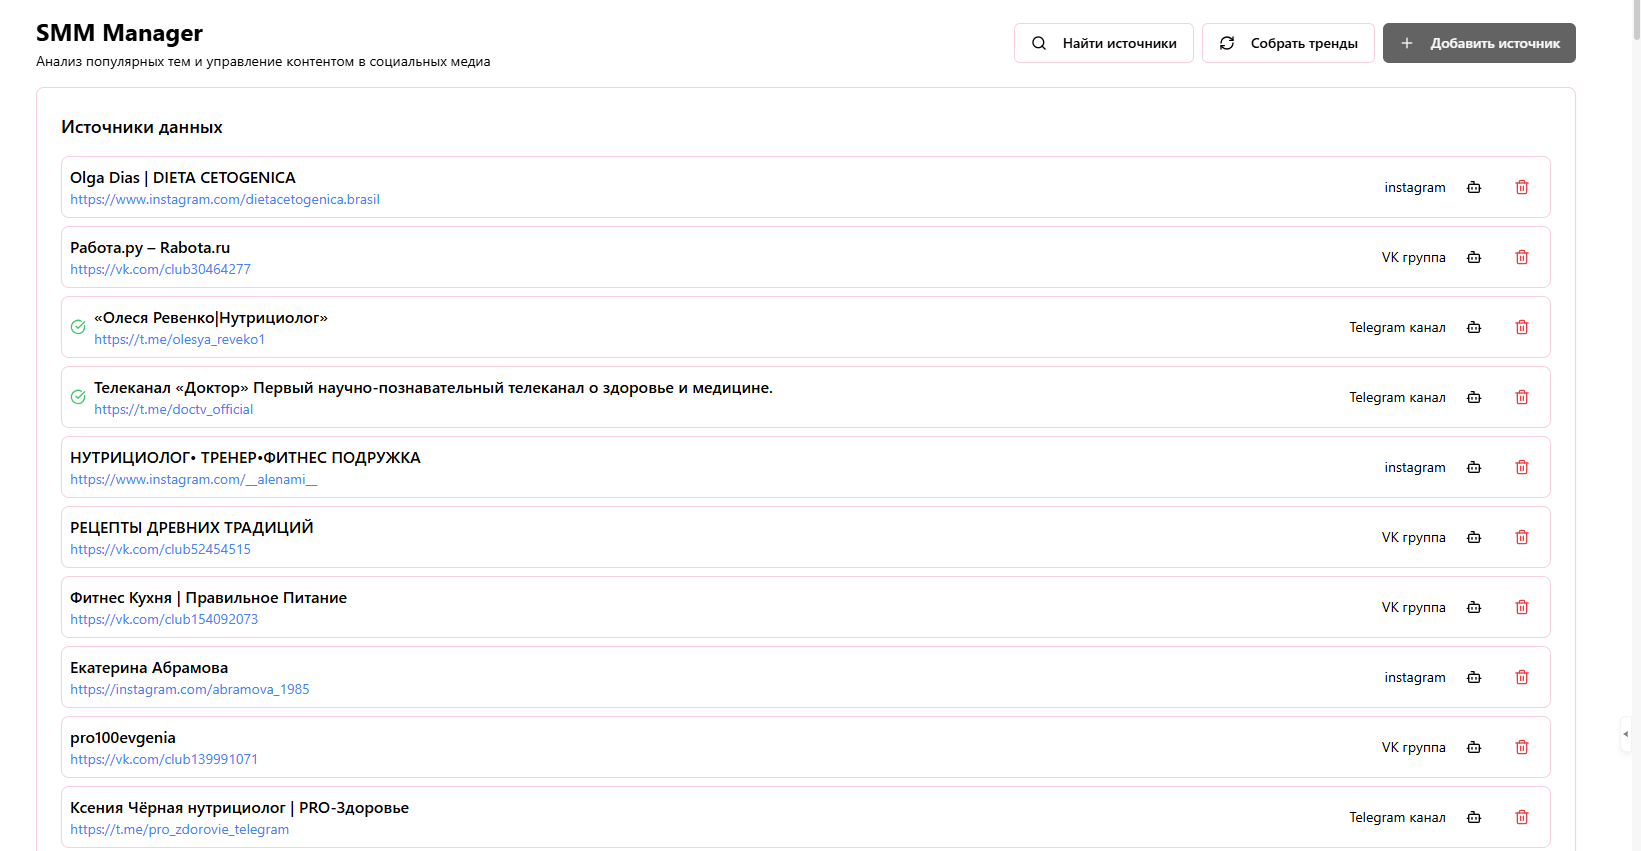 SMM Manager
Анализ популярных тем и управление контентом в социальных медиа
Найти источники
Собрать тренды
Добавить источник
Источники данных
Olga Dias | DIETA CETOGENICA
https://www.instagram.com/dietacetogenica.brasil
instagram
Работа.ру – Rabota.ru
https://vk.com/club30464277
VK группа
«Олеся Ревенко|Нутрициолог»
https://t.me/olesya_reveko1
Telegram канал
Телеканал «Доктор» Первый научно-познавательный телеканал о здоровье и медицине.
https://t.me/doctv_official
Telegram канал
НУТРИЦИОЛОГ• ТРЕНЕР•ФИТНЕС ПОДРУЖКА
https://www.instagram.com/__alenami__
instagram
РЕЦЕПТЫ ДРЕВНИХ ТРАДИЦИЙ
https://vk.com/club52454515
VK группа
Фитнес Кухня | Правильное Питание
https://vk.com/club154092073
VK группа
Екатерина Абрамова
https://instagram.com/abramova_1985
instagram
pro100evgenia
https://vk.com/club139991071
VK группа
Ксения Чёрная нутрициолог | PRO-Здоровье
https://t.me/pro_zdorovie_telegram
Telegram канал